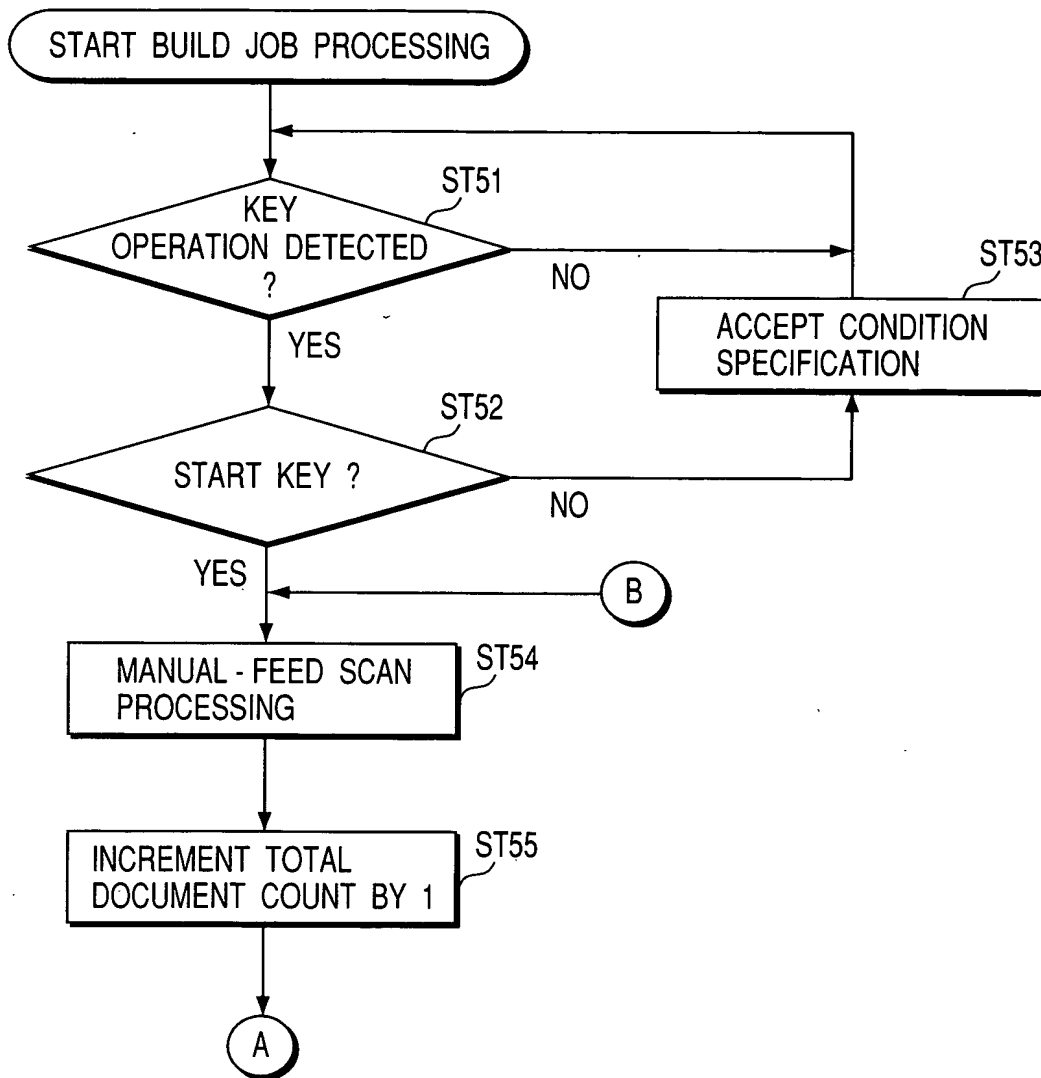 START BUILD JOB PROCESSING
ST51
KEY
OPERATION DETECTED
?
NO
YES
ST53
ACCEPT CONDITION
SPECIFICATION
ST52
START KEY ?
NO
YES
B
MANUAL - FEED SCAN
PROCESSING
ST54
INCREMENT TOTAL
DOCUMENT COUNT BY 1
ST55
A